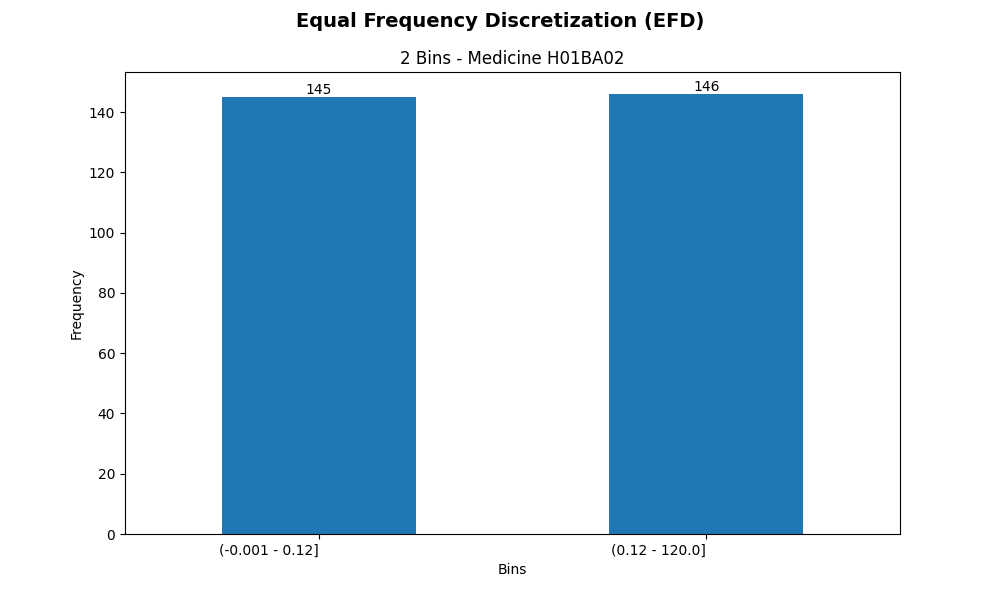 Equal Frequency Discretization (EFD)
2 Bins - Medicine H01BA02
145
146
140
120
100
80
60
40
20
0
Frequency
(-0.001 - 0.12]
(0.12 - 120.0]
Bins